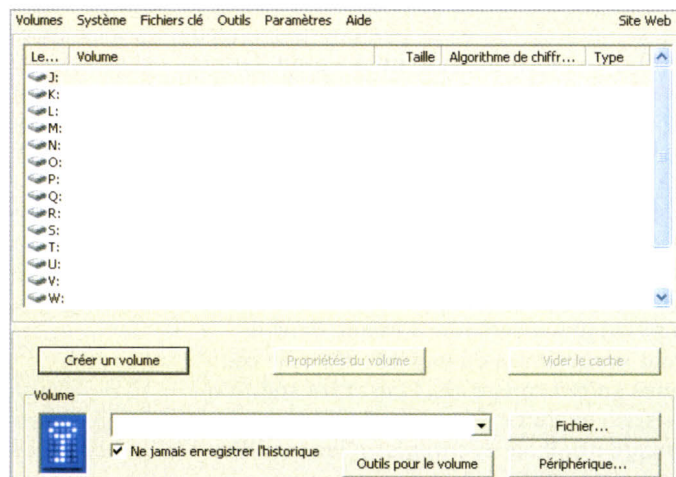 Volumes Système Fichiers clé Outils Paramètres Aide Site Web
Le... Volume Taille Algorithme de chiffr... Type
J:
K:
L:
M:
N:
O:
P:
Q:
R:
S:
T:
U:
V:
W:
Créer un volume Propriétés du volume Vider le cache
Volume
Fichier...
Ne jamais enregistrer l'historique
Outils pour le volume Périphérique...